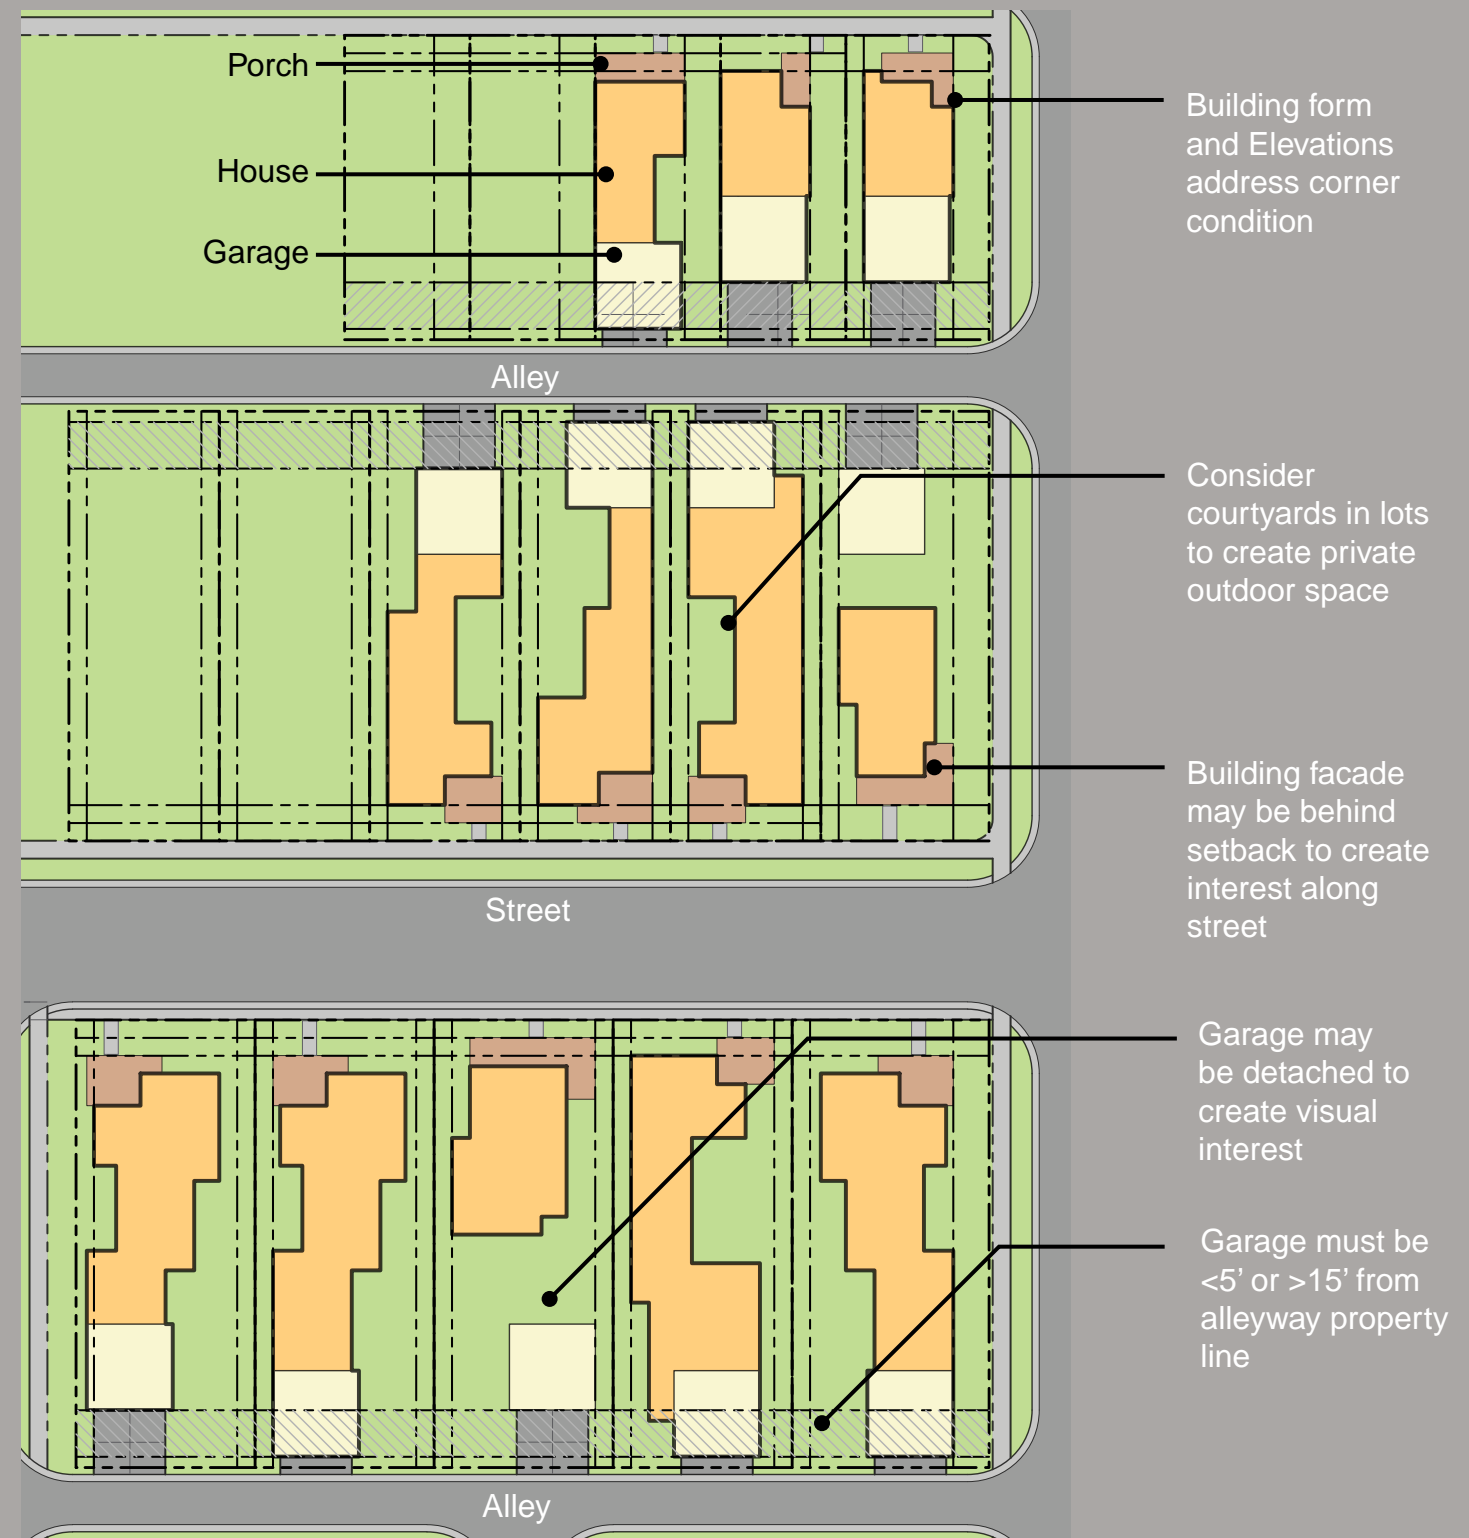 Porch
House
Garage
Building form
and Elevations
address corner
condition
Alley
Consider
courtyards in lots
to create private
outdoor space
Building facade
may be behind
setback to create
interest along
street
Street
Garage may
be detached to
create visual
interest
Garage must be
<5’ or >15’ from
alleyway property
line
Alley